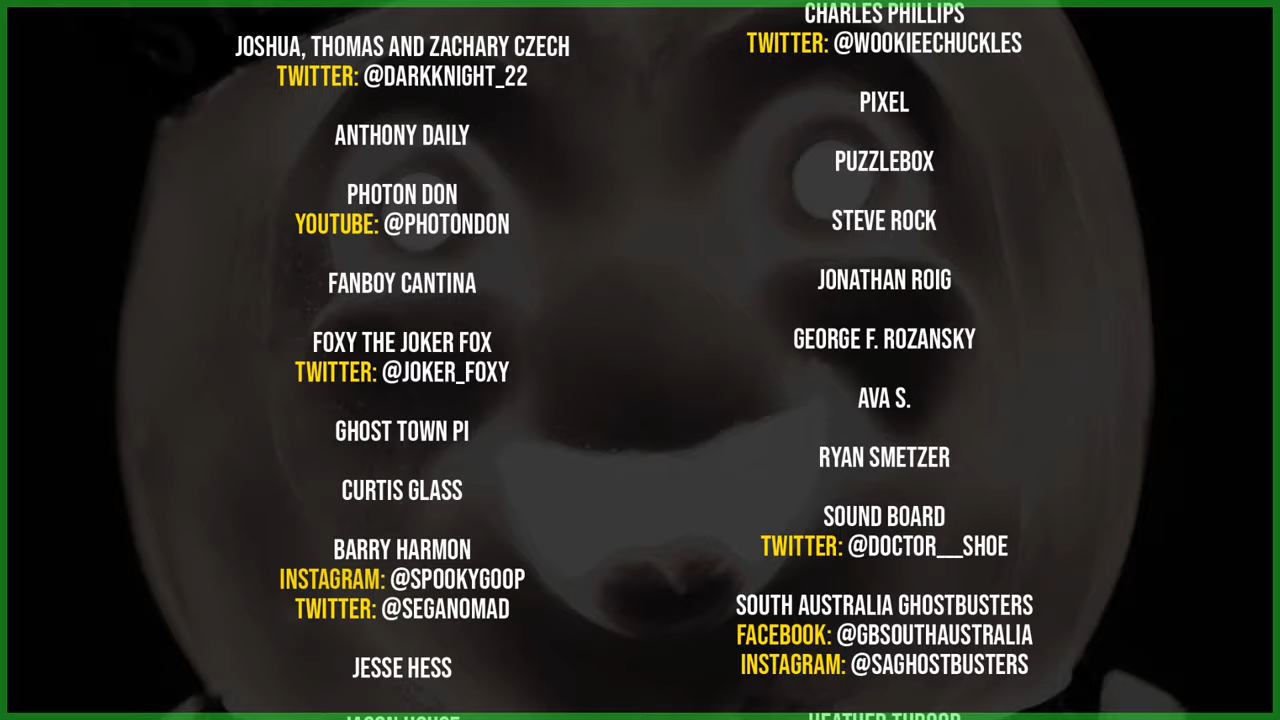 JOSHUA, THOMAS AND ZACHARY CZECH
TWITTER: @DARKKNIGHT_22
ANTHONY DAILY
PHOTON DON
YOUTUBE: @PHOTONDON
FANBOY CANTINA
FOXY THE JOKER FOX
TWITTER: @JOKER_FOXY
GHOST TOWN PI
CURTIS GLASS
BARRY HARMON
INSTAGRAM: @SPOOKYGOOP
TWITTER: @SEGANOMAD
JESSE HESS
CHARLES PHILLIPS
TWITTER: @WOOKIEECHUCKLES
PIXEL
PUZZLEBOX
STEVE ROCK
JONATHAN ROIG
GEORGE F. ROZANSKY
AVA S.
RYAN SMETZER
SOUND BOARD
TWITTER: @DOCTOR__SHOE
SOUTH AUSTRALIA GHOSTBUSTERS
FACEBOOK: @GBSOUTHAUSTRALIA
INSTAGRAM: @SAGHOSTBUSTERS